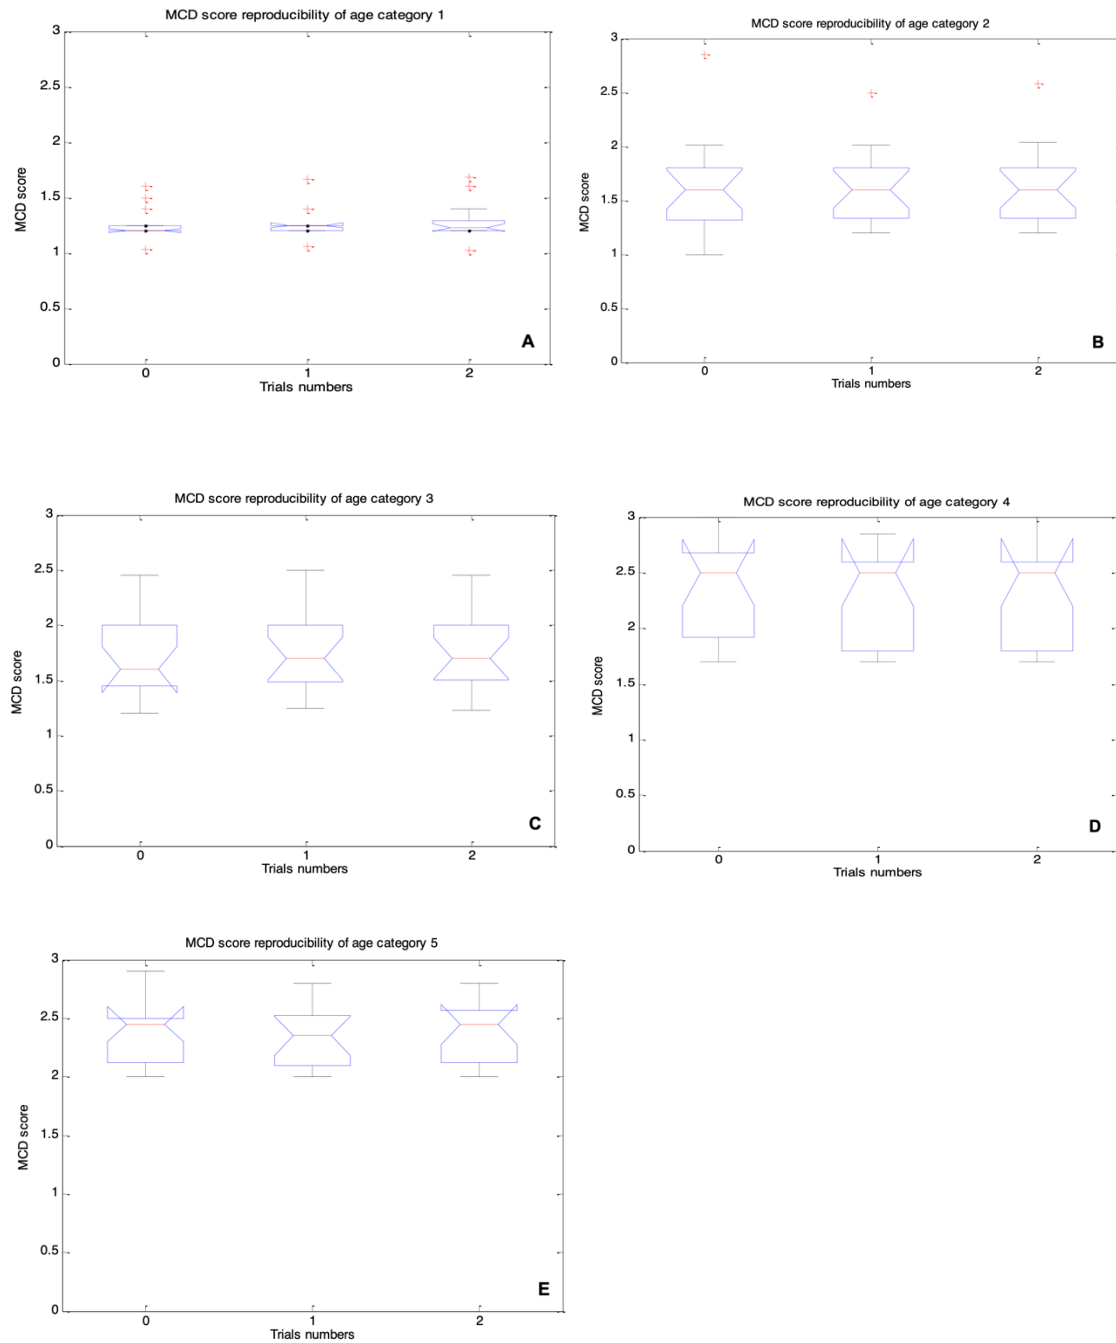 MCD score reproducibility of age category 1
3
2.5
2
1.5
1
0.5
0
MCD score
0 1 2
Trials numbers
A
MCD score reproducibility of age category 2
3
2.5
2
1.5
1
0.5
0
MCD score
0 1 2
Trials numbers
B
MCD score reproducibility of age category 3
3
2.5
2
1.5
1
0.5
0
MCD score
0 1 2
Trials numbers
C
MCD score reproducibility of age category 4
3
2.5
2
1.5
1
0.5
0
MCD score
0 1 2
Trials numbers
D
MCD score reproducibility of age category 5
3
2.5
2
1.5
1
0.5
0
MCD score
0 1 2
Trials numbers
E